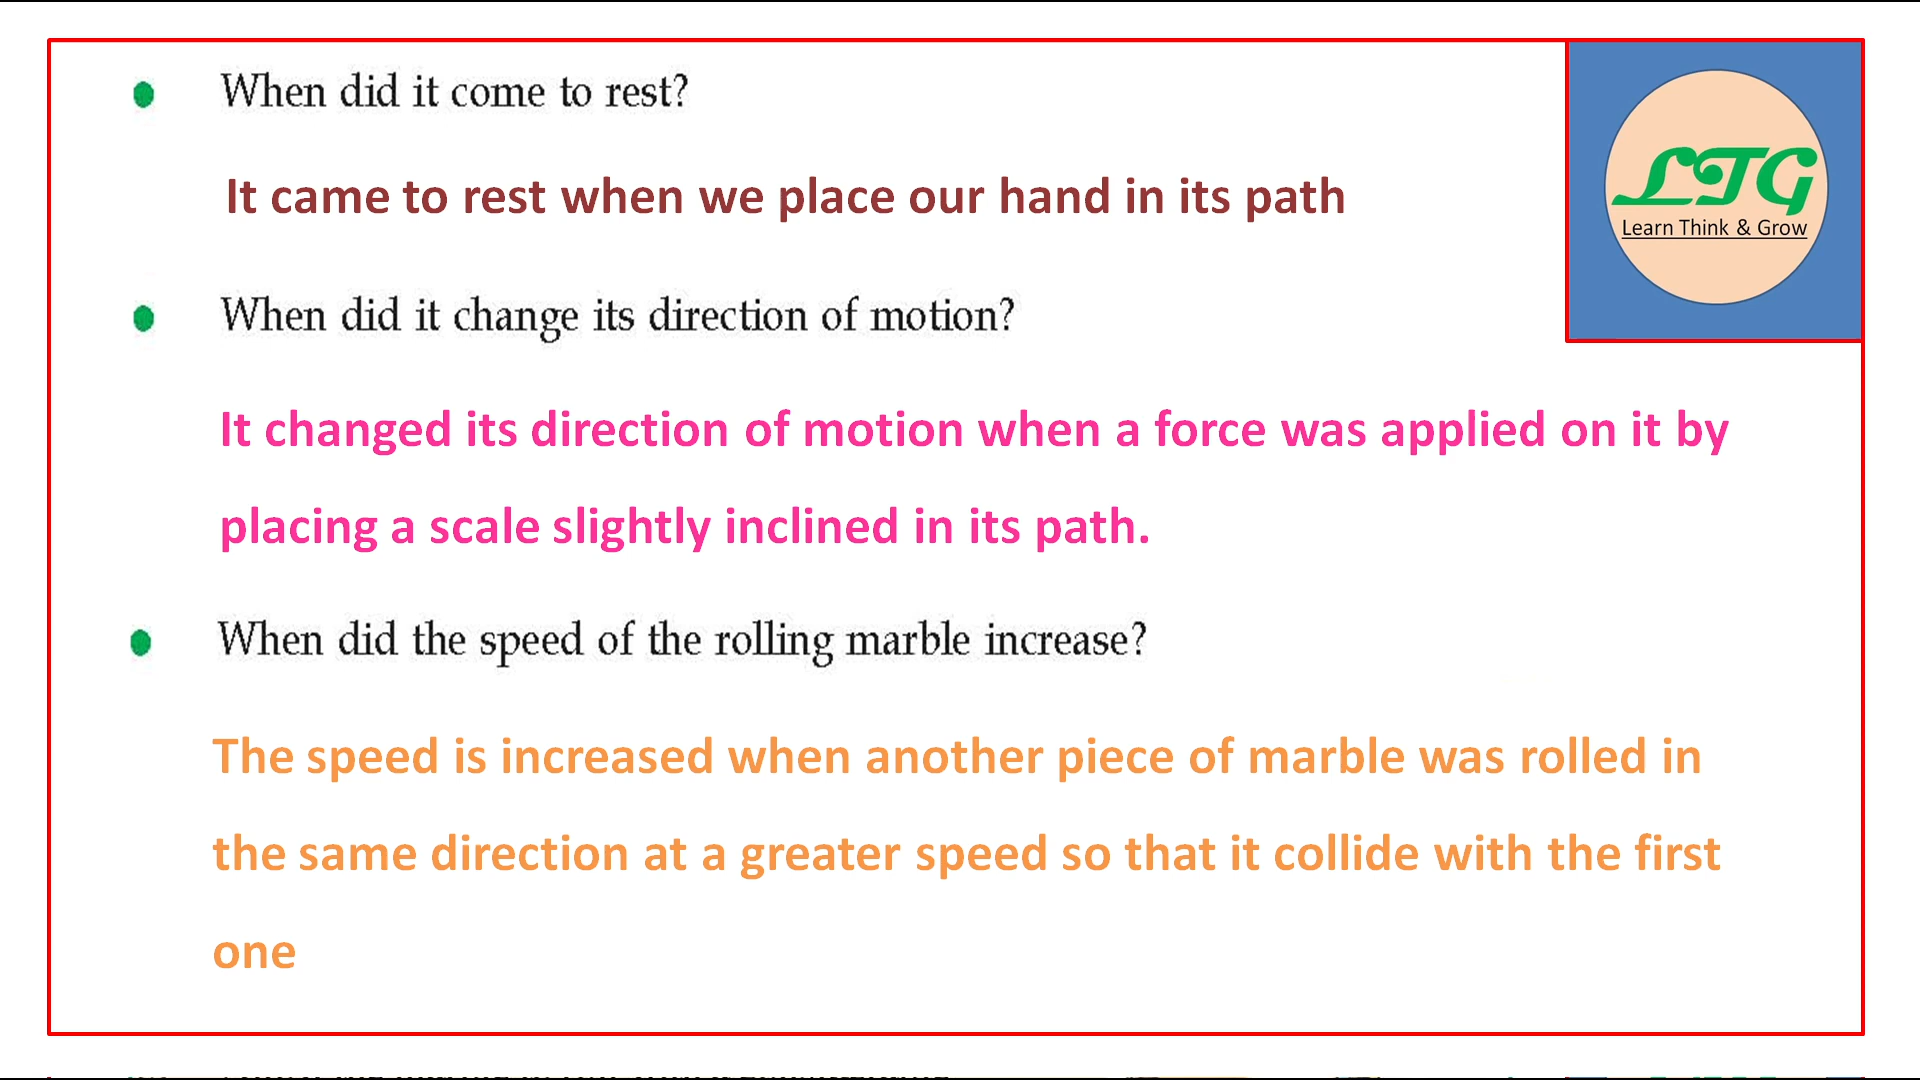 When did it come to rest?
LTG
Learn Think & Grow
It came to rest when we place our hand in its path
When did it change its direction of motion?
It changed its direction of motion when a force was applied on it by
placing a scale slightly inclined in its path.
When did the speed of the rolling marble increase?
The speed is increased when another piece of marble was rolled in
the same direction at a greater speed so that it collide with the first
one